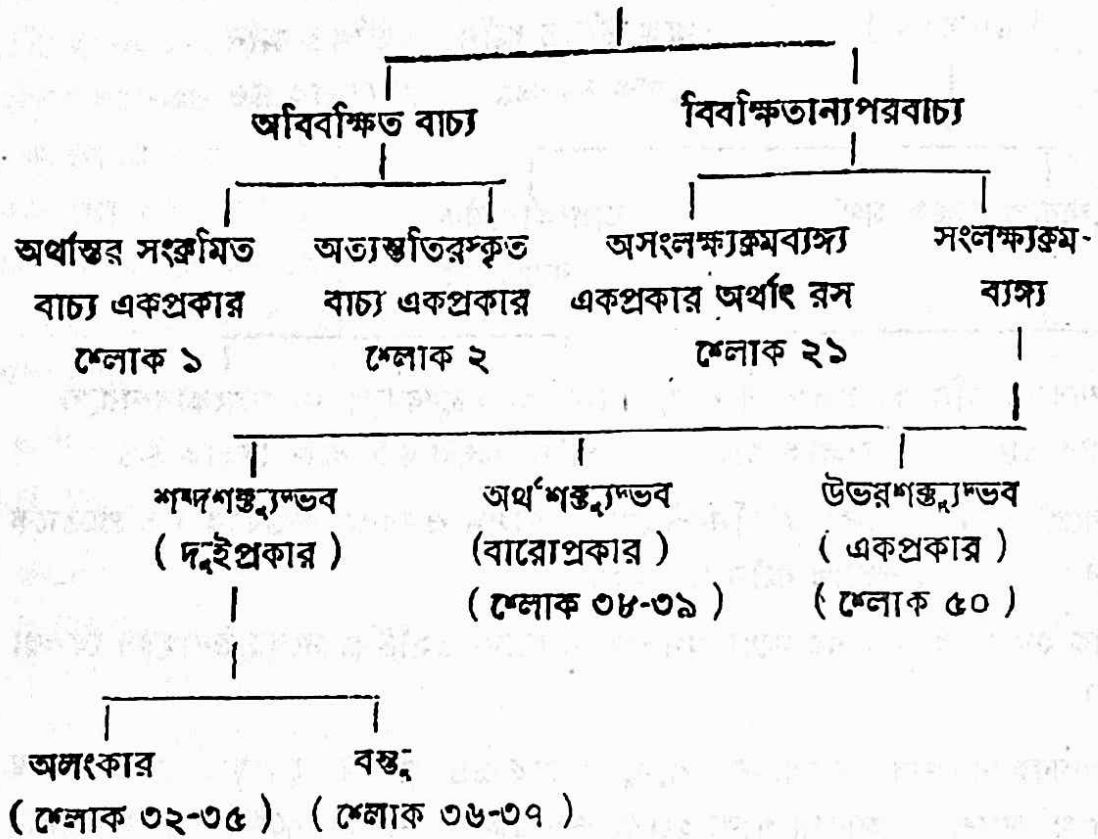 অবিবক্ষিত বাচ্য বিবক্ষিতান্যপরবাচ্য
অর্থান্তর সংক্রমিত অত্যন্ততিরস্কৃত অসংলক্ষ্যক্রমব্যঙ্গ্য সংলক্ষ্যক্রম-
বাচ্য একপ্রকার বাচ্য একপ্রকার একপ্রকার অর্থাৎ রস ব্যঙ্গ্য
শ্লোক ১ শ্লোক ২ শ্লোক ২১
শব্দশক্ত্যুদ্ভব অর্থশক্ত্যুদ্ভব উভয়শক্ত্যুদ্ভব
( দুইপ্রকার ) (বারোপ্রকার ) ( একপ্রকার )
( শ্লোক ৩৮-৩৯ ) ( শ্লোক ৫০ )
অলংকার বস্তু
( শ্লোক ৩২-৩৫ ) ( শ্লোক ৩৬-৩৭ )